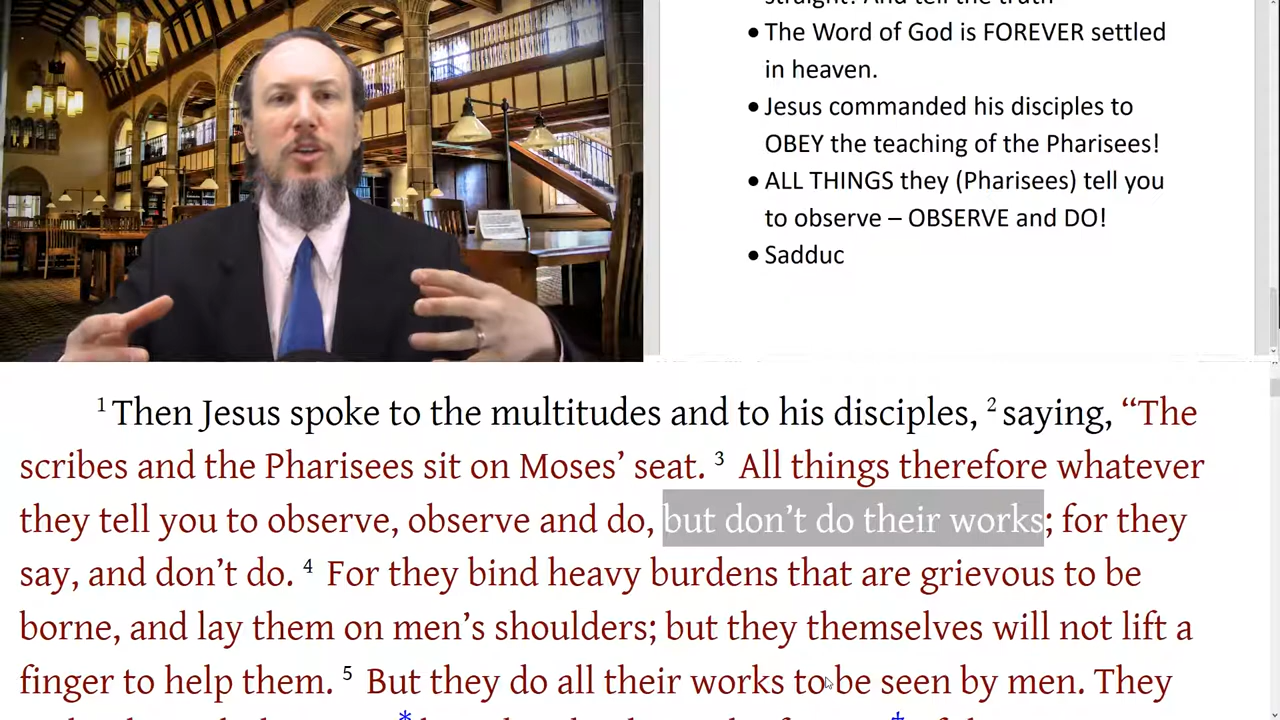 straight! And tell the truth
• The Word of God is FOREVER settled
in heaven.
• Jesus commanded his disciples to
OBEY the teaching of the Pharisees!
• ALL THINGS they (Pharisees) tell you
to observe – OBSERVE and DO!
• Sadduc
1 Then Jesus spoke to the multitudes and to his disciples, 2 saying, “The
scribes and the Pharisees sit on Moses’ seat. 3 All things therefore whatever
they tell you to observe, observe and do, but don’t do their works; for they
say, and don’t do. 4 For they bind heavy burdens that are grievous to be
borne, and lay them on men’s shoulders; but they themselves will not lift a
finger to help them. 5 But they do all their works to be seen by men. They